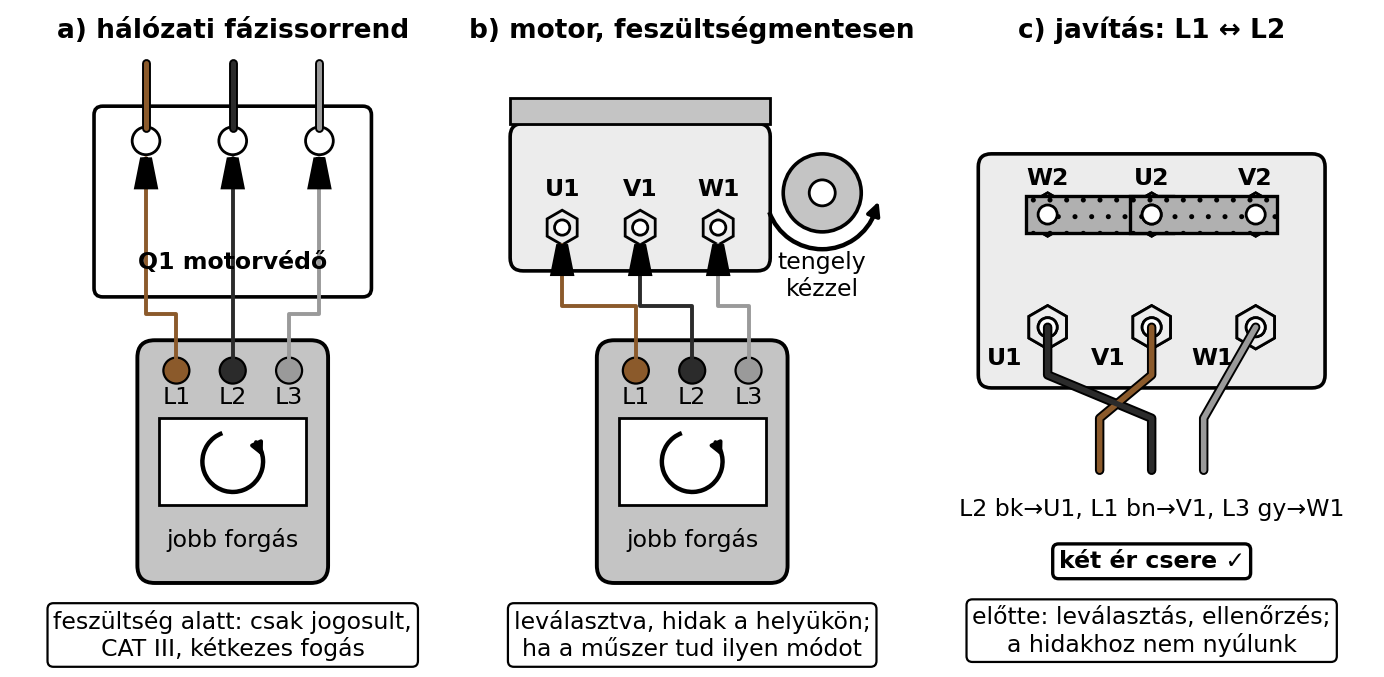 a) hálózati fázissorrend
Q1 motorvédő
L1 L2 L3
jobb forgás
feszültség alatt: csak jogosult,
CAT III, kétkezes fogás
b) motor, feszültségmentesen
U1 V1 W1
tengely
kézzel
L1 L2 L3
jobb forgás
leválasztva, hidak a helyükön;
ha a műszer tud ilyen módot
c) javítás: L1 ↔ L2
W2 U2 V2
U1 V1 W1
L2 bk→U1, L1 bn→V1, L3 gy→W1
két ér csere ✓
előtte: leválasztás, ellenőrzés;
a hidakhoz nem nyúlunk